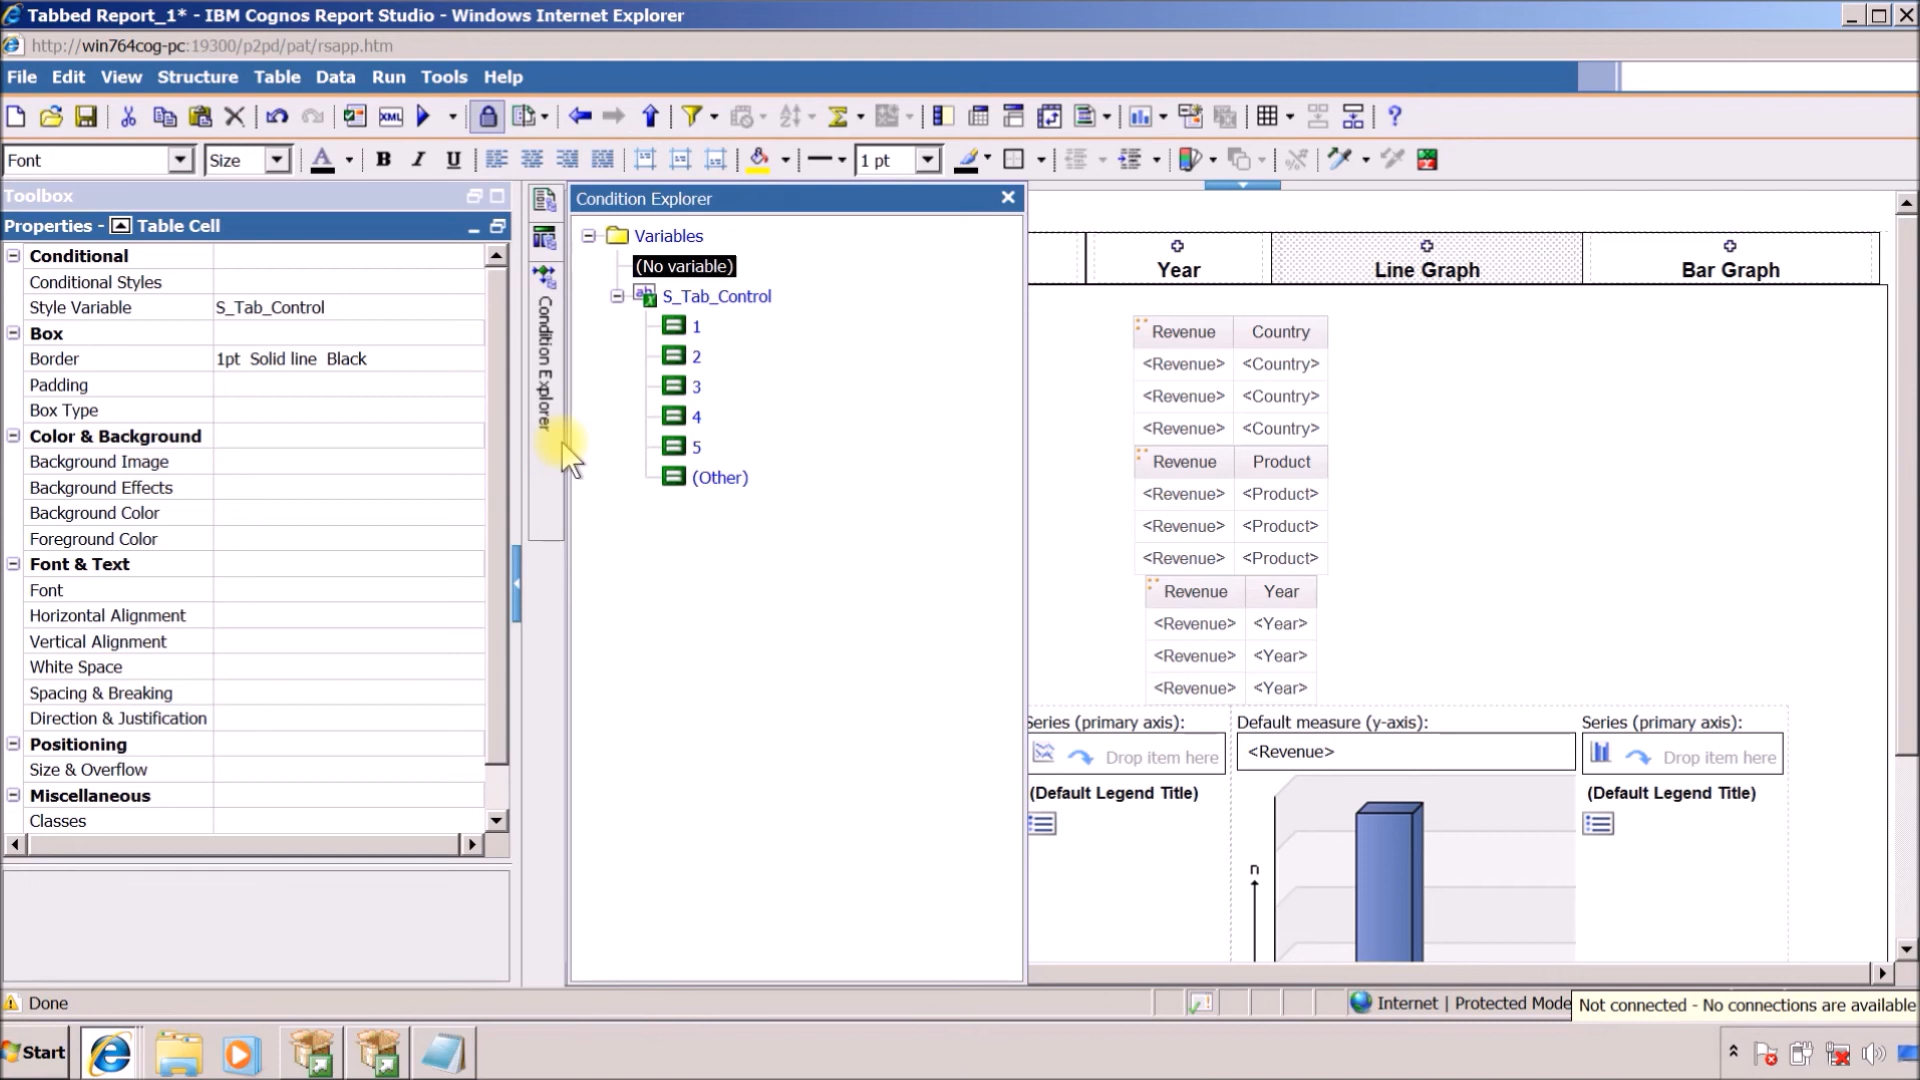 Tabbed Report_1* - IBM Cognos Report Studio - Windows Internet Explorer
http://win764cog-pc:19300/p2pd/pat/rsapp.htm
File Edit View Structure Table Data Run Tools Help
XML
Font Size A B I U 1 pt
Toolbox
Properties - Table Cell
Conditional
Conditional Styles
Style Variable S_Tab_Control
Box
Border 1pt Solid line Black
Padding
Box Type
Color & Background
Background Image
Background Effects
Background Color
Foreground Color
Font & Text
Font
Horizontal Alignment
Vertical Alignment
White Space
Spacing & Breaking
Direction & Justification
Positioning
Size & Overflow
Miscellaneous
Classes
Condition Explorer
Condition Explorer
Variables
(No variable)
ab S_Tab_Control
1
2
3
4
5
(Other)
Year Line Graph Bar Graph
Revenue Country
<Revenue> <Country>
<Revenue> <Country>
<Revenue> <Country>
Revenue Product
<Revenue> <Product>
<Revenue> <Product>
<Revenue> <Product>
Revenue Year
<Revenue> <Year>
<Revenue> <Year>
<Revenue> <Year>
Series (primary axis): Default measure (y-axis): Series (primary axis):
Drop item here <Revenue> Drop item here
(Default Legend Title) (Default Legend Title)
n
Done Internet | Protected Mode Not connected - No connections are available
Start